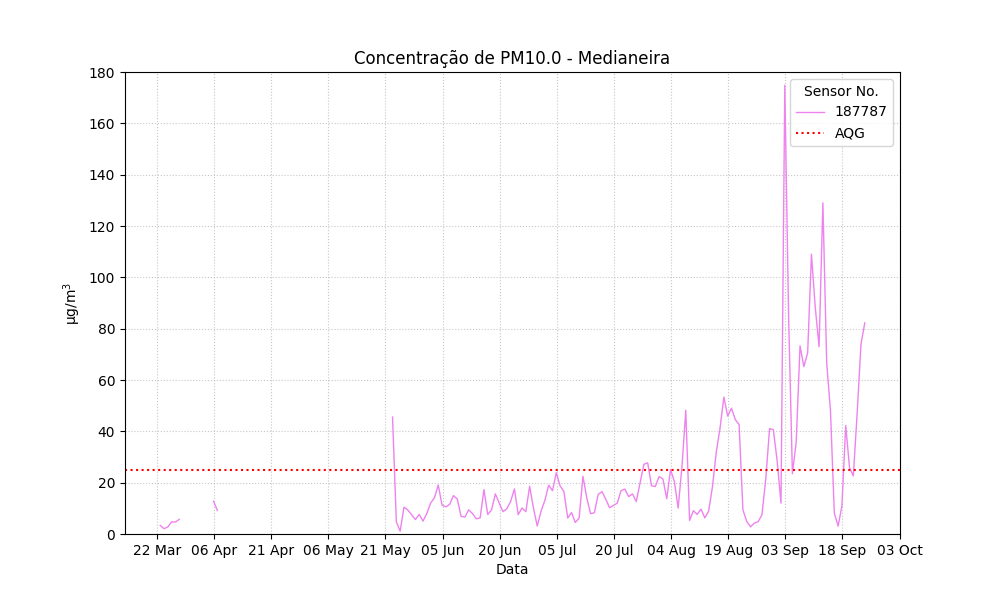 Concentração de PM10.0 - Medianeira
Sensor No.
187787
AQG
µg/m³
180
160
140
120
100
80
60
40
20
0
22 Mar 06 Apr 21 Apr 06 May 21 May 05 Jun 20 Jun 05 Jul 20 Jul 04 Aug 19 Aug 03 Sep 18 Sep 03 Oct
Data